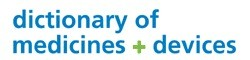 dictionary of
medicines + devices